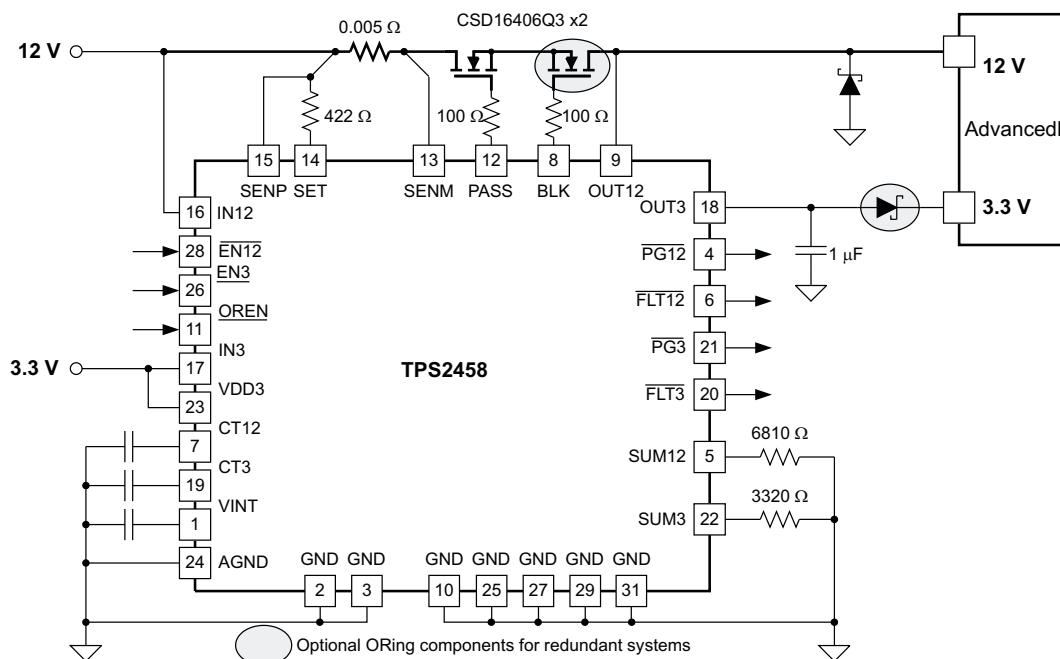 0.005 Ω
CSD16406Q3 x2
12 V
12 V
422 Ω
100 Ω
100 Ω
AdvancedI
15
14
13
12
8
9
SENP
SET
SENM
PASS
BLK
OUT12
16
IN12
OUT3
18
3.3 V
28
EN12
PG12
4
1 μF
26
EN3
FLT12
6
11
OREN
PG3
21
3.3 V
17
IN3
TPS2458
FLT3
20
23
VDD3
7
CT12
SUM12
5
6810 Ω
19
CT3
SUM3
22
3320 Ω
1
VINT
24
AGND
GND
GND
GND
GND
GND
GND
GND
2
3
10
25
27
29
31
Optional ORing components for redundant systems